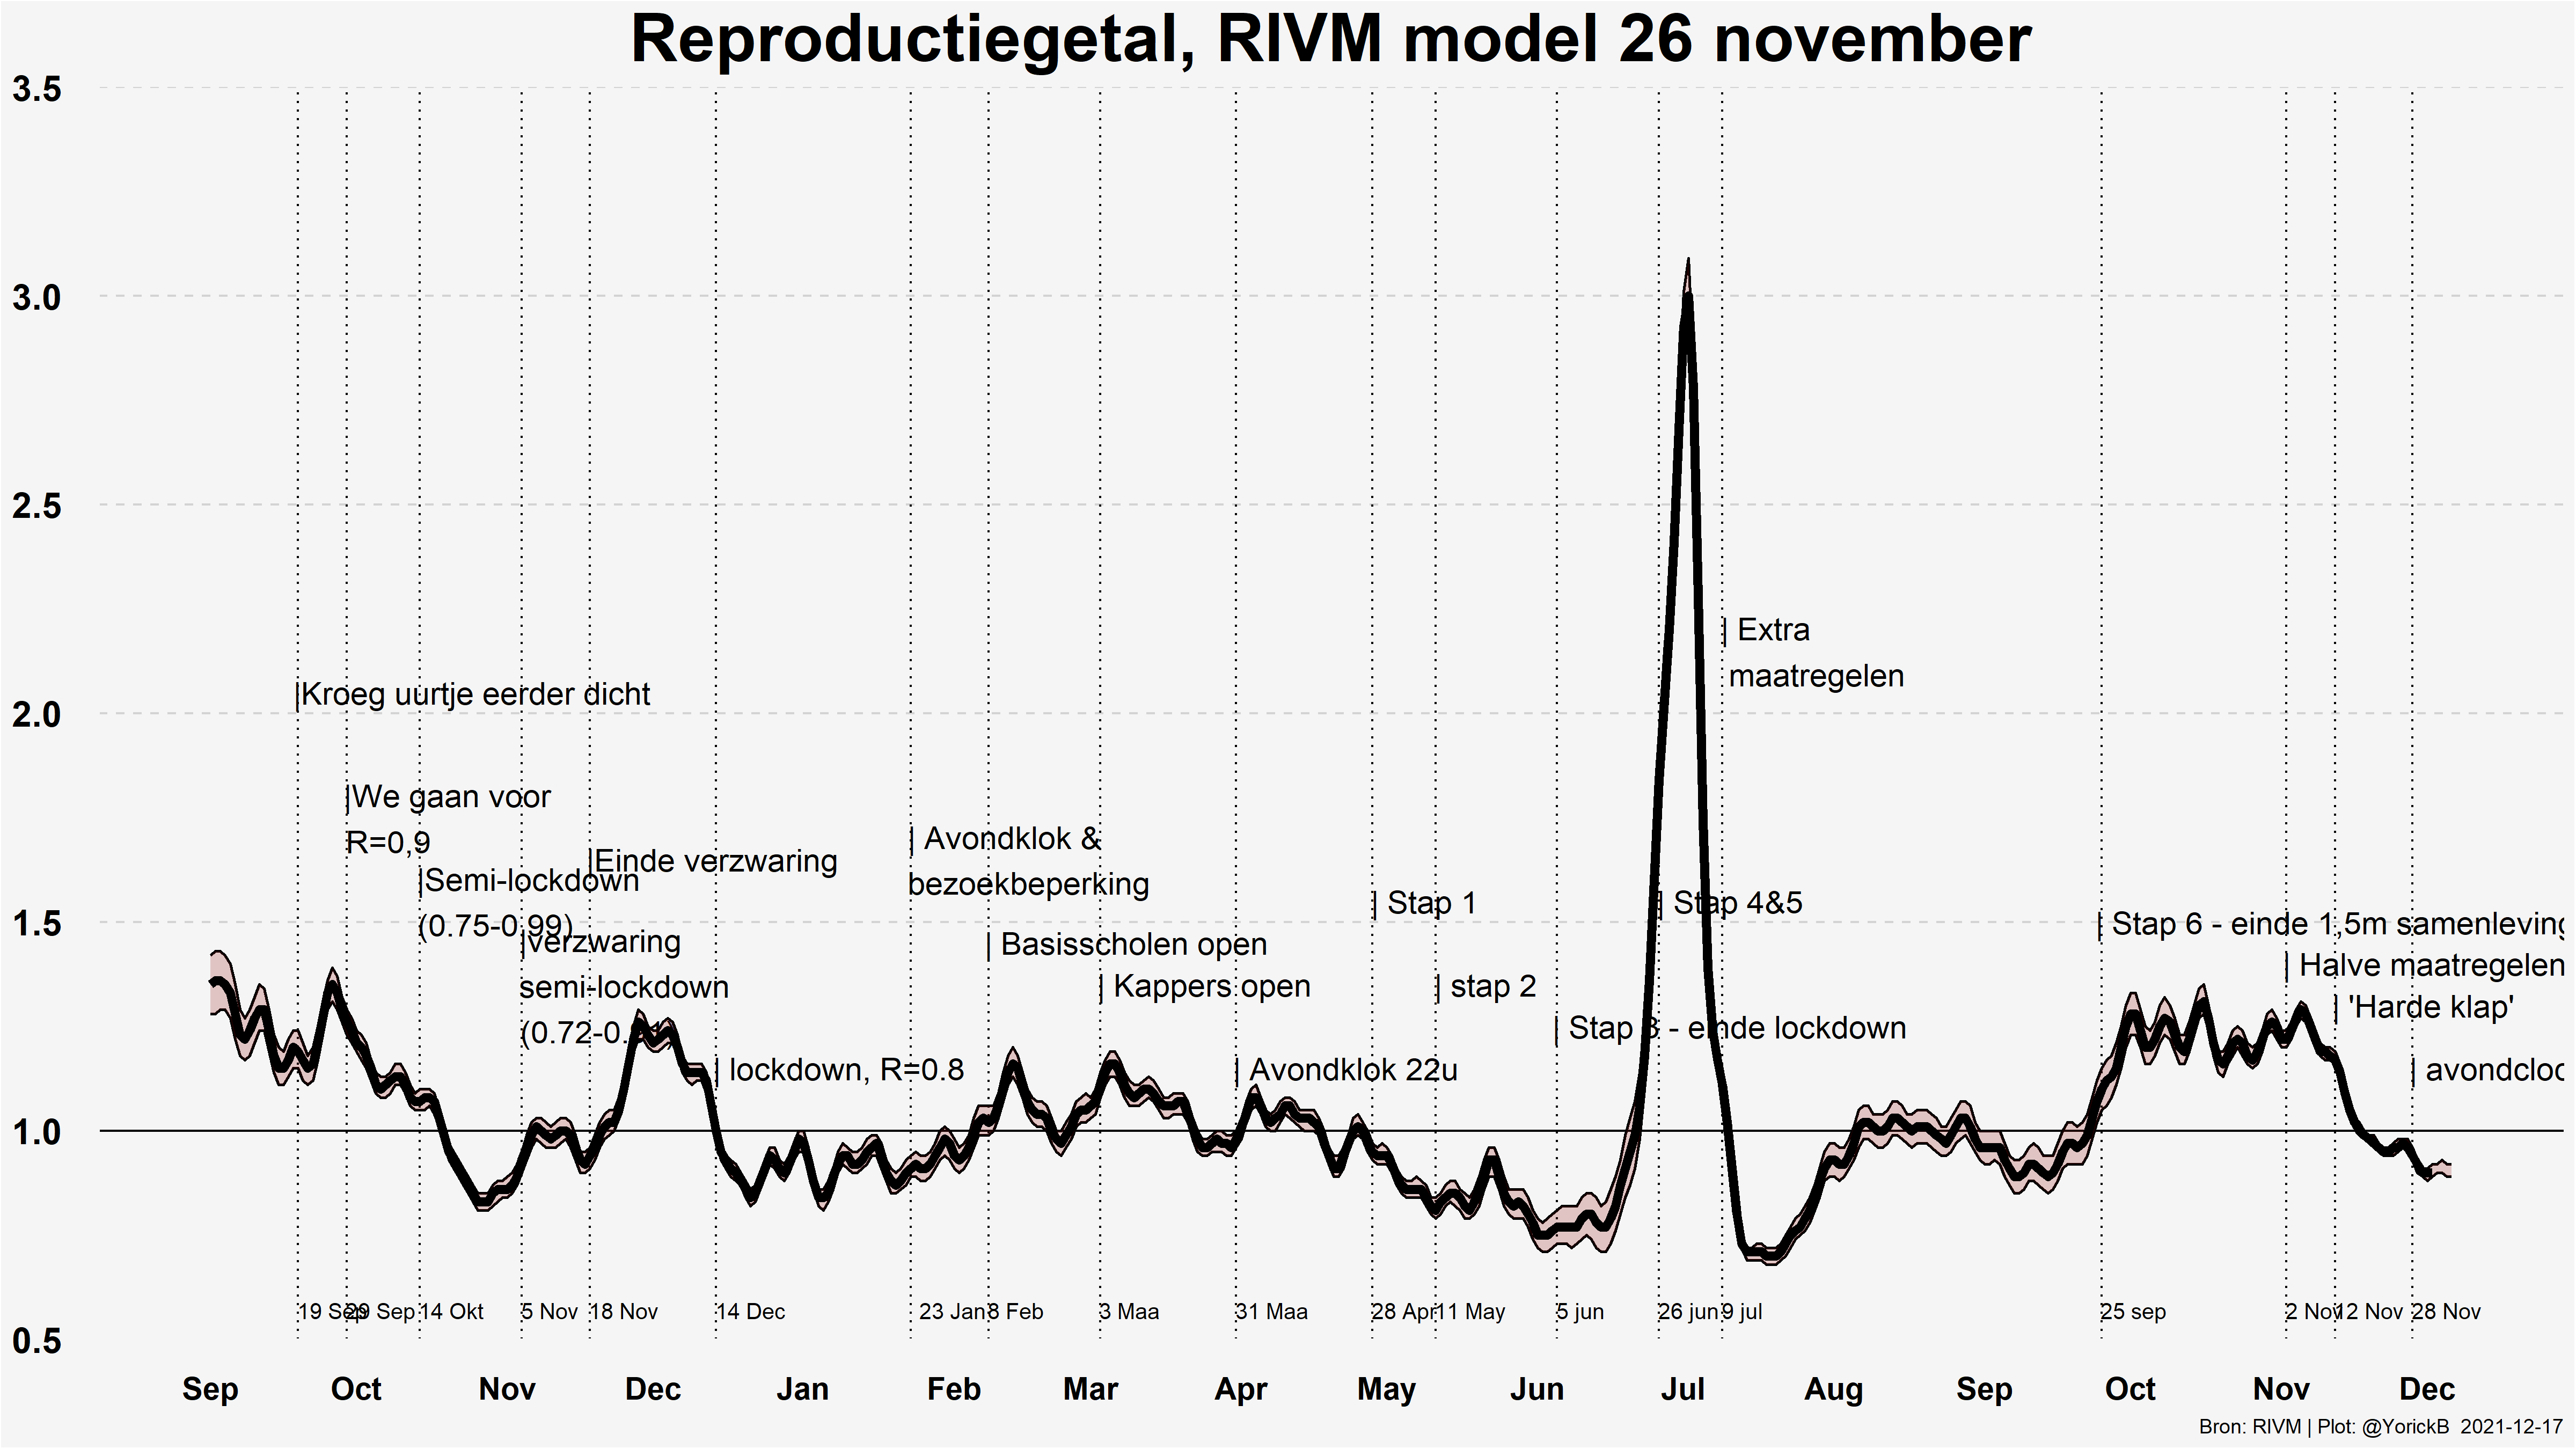 Reproductiegetal, RIVM model 26 november
3.5
3.0
2.5
2.0
1.5
1.0
0.5
|Kroeg uurtje eerder dicht
|We gaan voor
R=0,9
|Semi-lockdown
(0.75-0.99)
|verzwaring
semi-lockdown
(0.72-0.
|Einde verzwaring
| lockdown, R=0.8
| Avondklok &
bezoekbeperking
| Basisscholen open
| Kappers open
| Avondklok 22u
| Stap 1
| stap 2
| Stap 3 - einde lockdown
| Stap 4&5
| Extra
maatregelen
| Stap 6 - einde 1,5m samenleving
| Halve maatregelen
| 'Harde klap'
| avondcloc
19 Sep
29 Sep
14 Okt
5 Nov
18 Nov
14 Dec
23 Jan
8 Feb
3 Maa
31 Maa
28 Apr
11 May
5 jun
26 jun
9 jul
25 sep
2 Nov
12 Nov
28 Nov
Sep
Oct
Nov
Dec
Jan
Feb
Mar
Apr
May
Jun
Jul
Aug
Sep
Oct
Nov
Dec
Bron: RIVM | Plot: @YorickB 2021-12-17